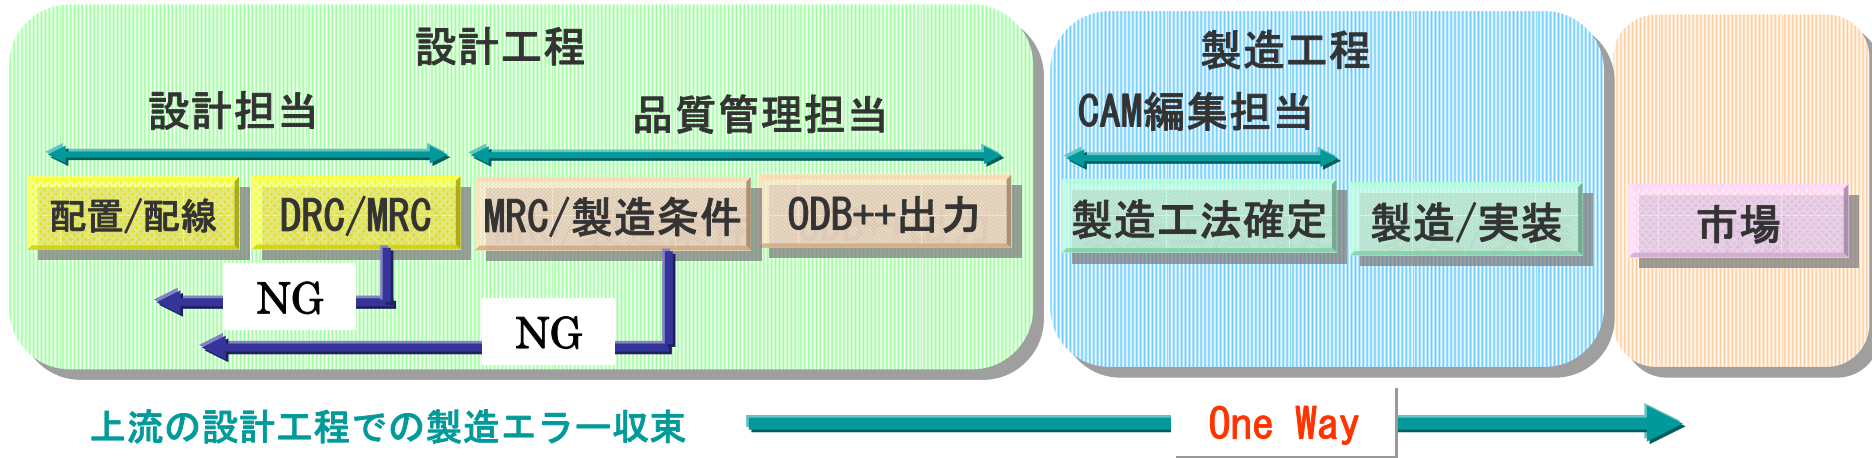 設計工程
製造工程
設計担当
品質管理担当
CAM編集担当
配置/配線
DRC/MRC
MRC/製造条件
ODB++出力
製造工法確定
製造/実装
市場
NG
NG
上流の設計工程での製造エラー収束
One Way